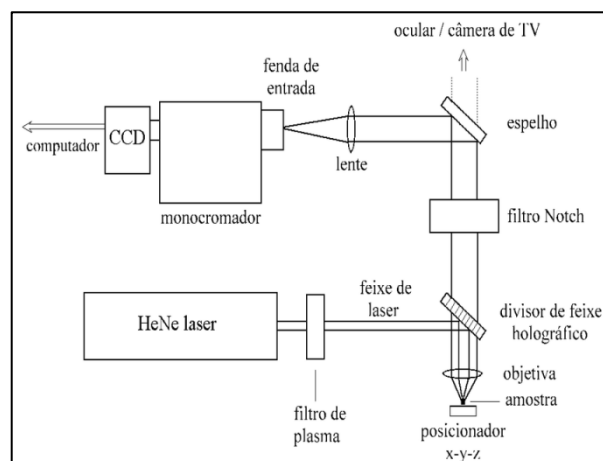 ocular / câmera de TV
fenda de
entrada
espelho
CCD
computador
lente
monocromador
filtro Notch
feixe de
laser
HeNe laser
divisor de feixe
holográfico
objetiva
amostra
filtro de
plasma
posicionador
x-y-z